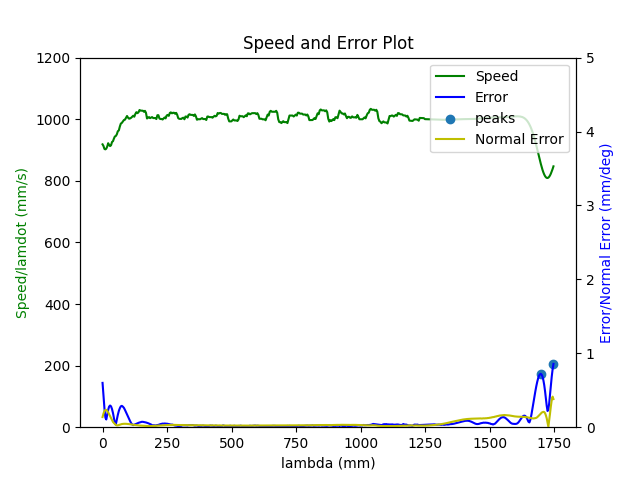 Speed and Error Plot
1200
1000
800
600
400
200
0
Speed/lamdot (mm/s)
5
4
3
2
1
0
Error/Normal Error (mm/deg)
Speed
Error
peaks
Normal Error
0 250 500 750 1000 1250 1500 1750
lambda (mm)